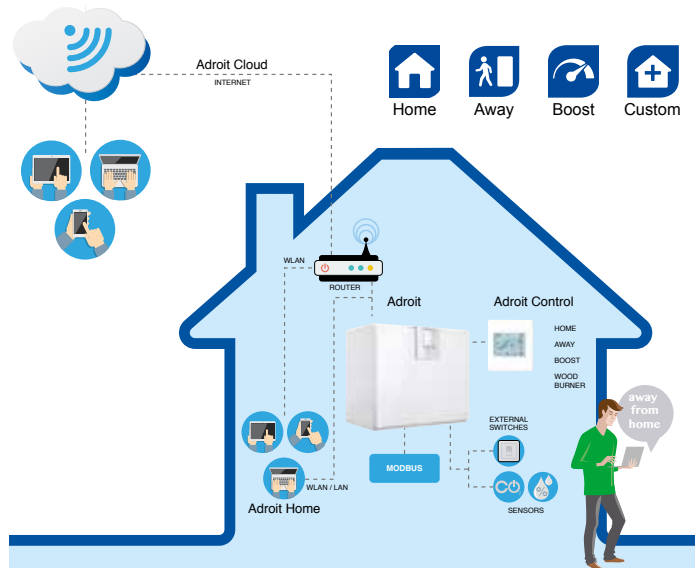 Adroit Cloud
INTERNET
Home
Away
Boost
Custom
WLAN
ROUTER
Adroit
Adroit Control
HOME
AWAY
BOOST
WOOD
BURNER
away
from
home
EXTERNAL
SWITCHES
MODBUS
WLAN / LAN
SENSORS
%
Adroit Home